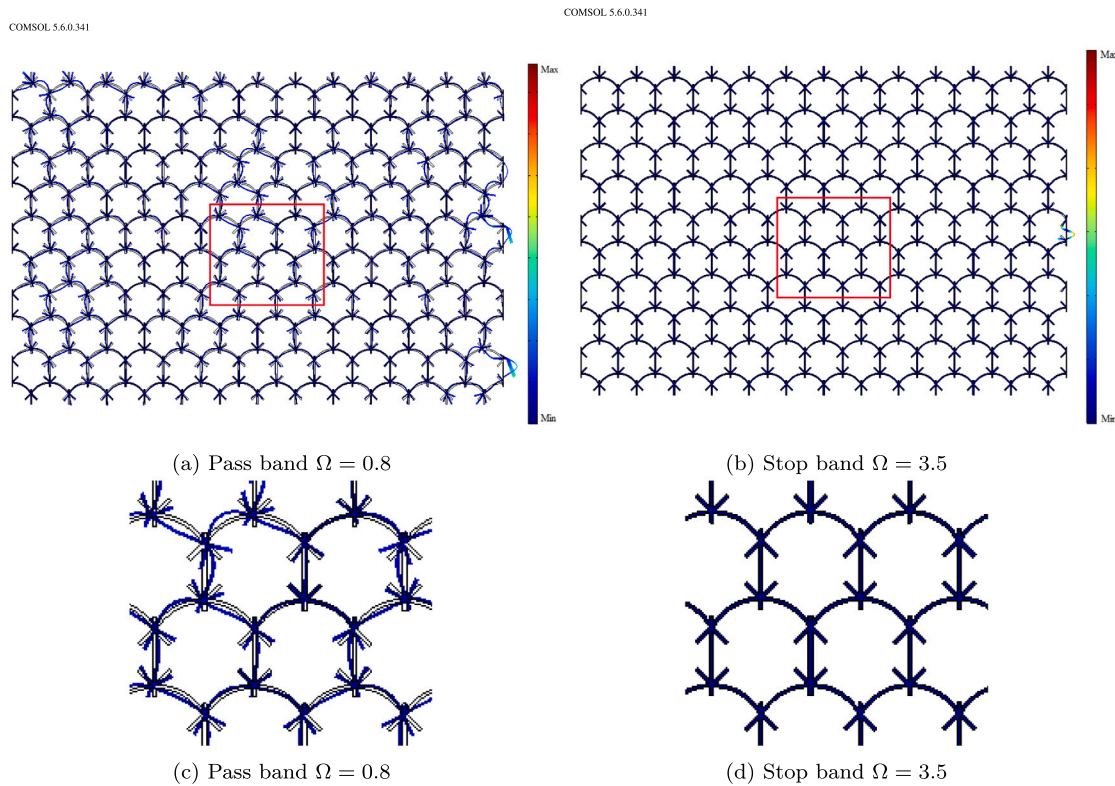 COMSOL 5.6.0.341
COMSOL 5.6.0.341
Max
Min
Max
Min
(a) Pass band Ω = 0.8
(b) Stop band Ω = 3.5
(c) Pass band Ω = 0.8
(d) Stop band Ω = 3.5